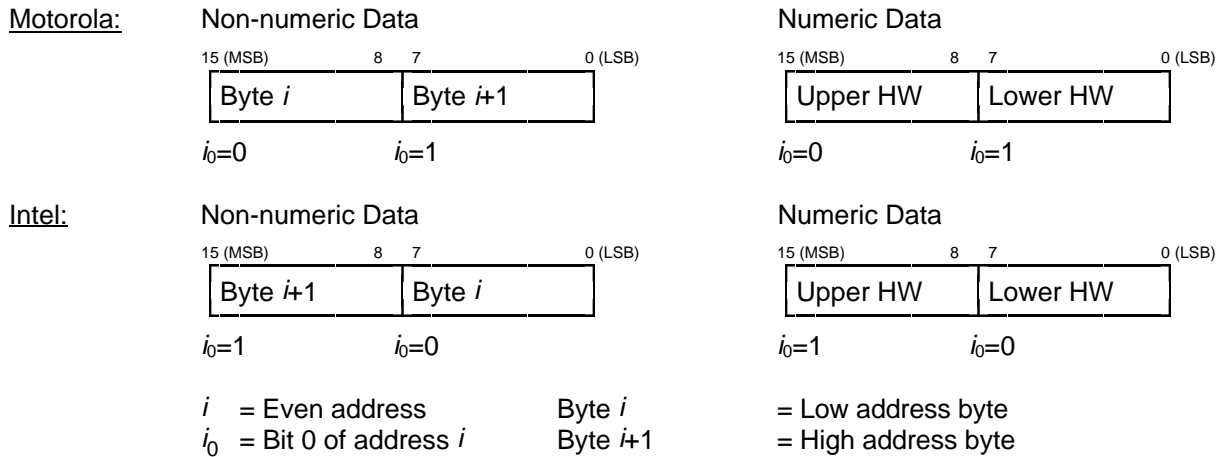 Motorola: Non-numeric Data Numeric Data
15 (MSB) 8 7 0 (LSB) 15 (MSB) 8 7 0 (LSB)
Byte i Byte i+1 Upper HW Lower HW
i0=0 i0=1 i0=0 i0=1
Intel: Non-numeric Data Numeric Data
15 (MSB) 8 7 0 (LSB) 15 (MSB) 8 7 0 (LSB)
Byte i+1 Byte i Upper HW Lower HW
i0=1 i0=0 i0=1 i0=0
i = Even address Byte i = Low address byte
i0 = Bit 0 of address i Byte i+1 = High address byte